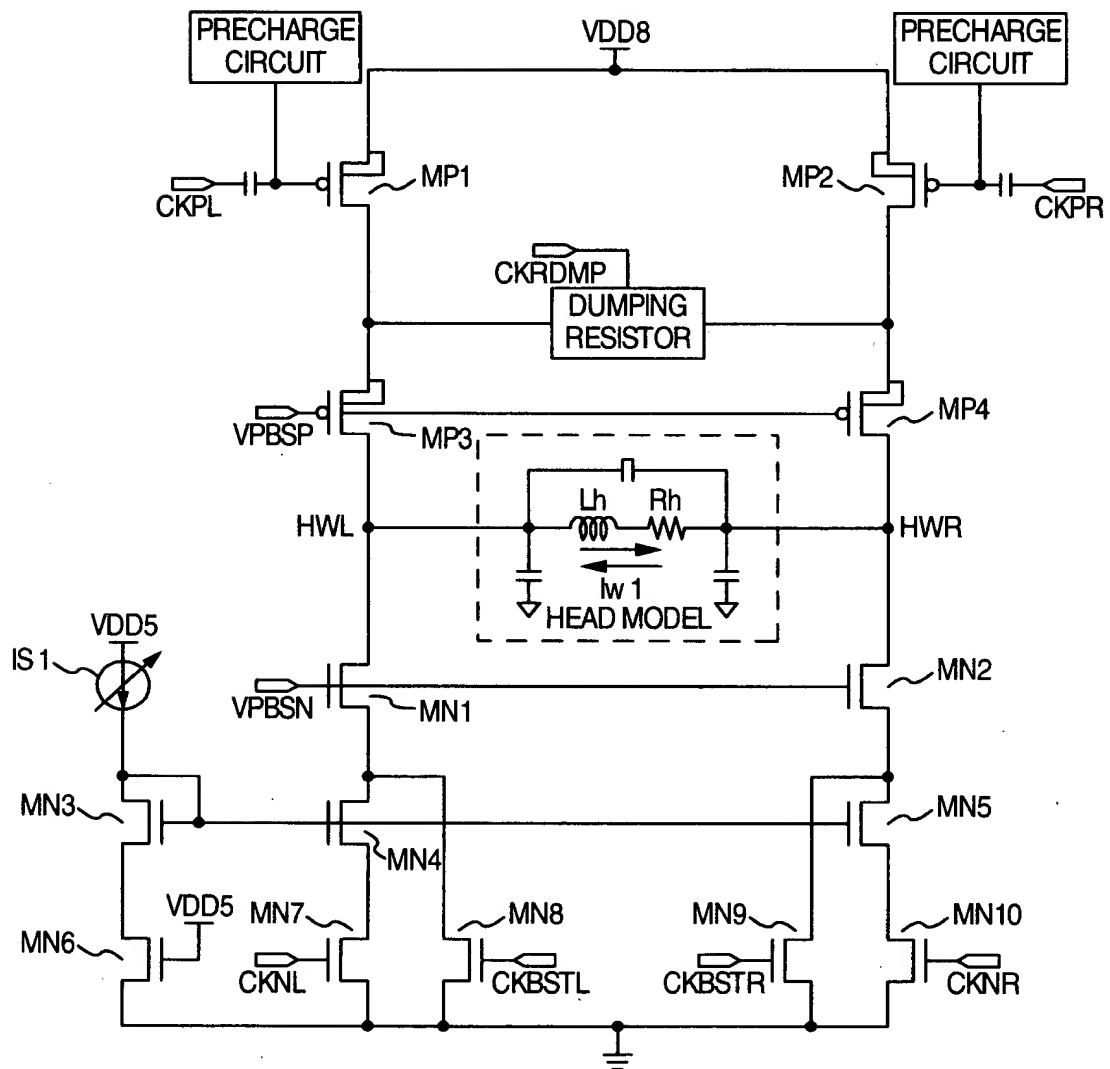 PRECHARGE
CIRCUIT
VDD8
PRECHARGE
CIRCUIT
CKPL
MP1
MP2
CKPR
CKRDMP
DUMPING
RESISTOR
VPBSP
MP3
MP4
HWL
Lh
Rh
HWR
Iw 1
HEAD MODEL
VDD5
IS 1
VPBSN
MN1
MN2
MN3
MN4
MN5
VDD5
MN6
MN7
MN8
MN9
MN10
CKNL
CKBSTL
CKBSTR
CKNR